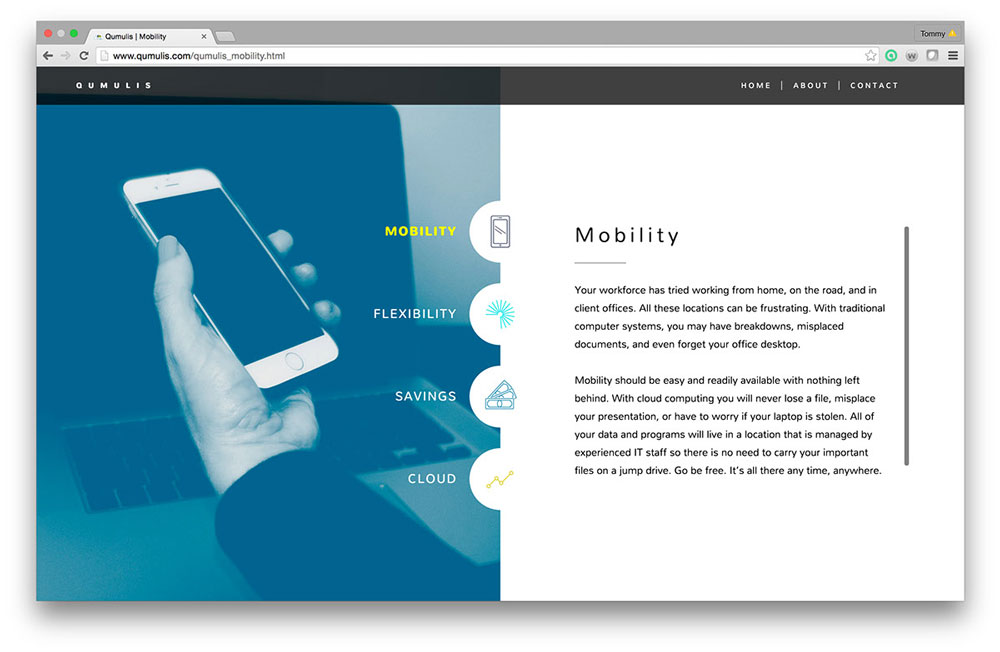 Qumulis | Mobility
Tommy
www.qumulis.com/qumulis_mobility.html
QUMULIS
HOME | ABOUT | CONTACT
MOBILITY
FLEXIBILITY
SAVINGS
CLOUD
Mobility
Your workforce has tried working from home, on the road, and in
client offices. All these locations can be frustrating. With traditional
computer systems, you may have breakdowns, misplaced
documents, and even forget your office desktop.
Mobility should be easy and readily available with nothing left
behind. With cloud computing you will never lose a file, misplace
your presentation, or have to worry if your laptop is stolen. All of
your data and programs will live in a location that is managed by
experienced IT staff so there is no need to carry your important
files on a jump drive. Go be free. It's all there any time, anywhere.